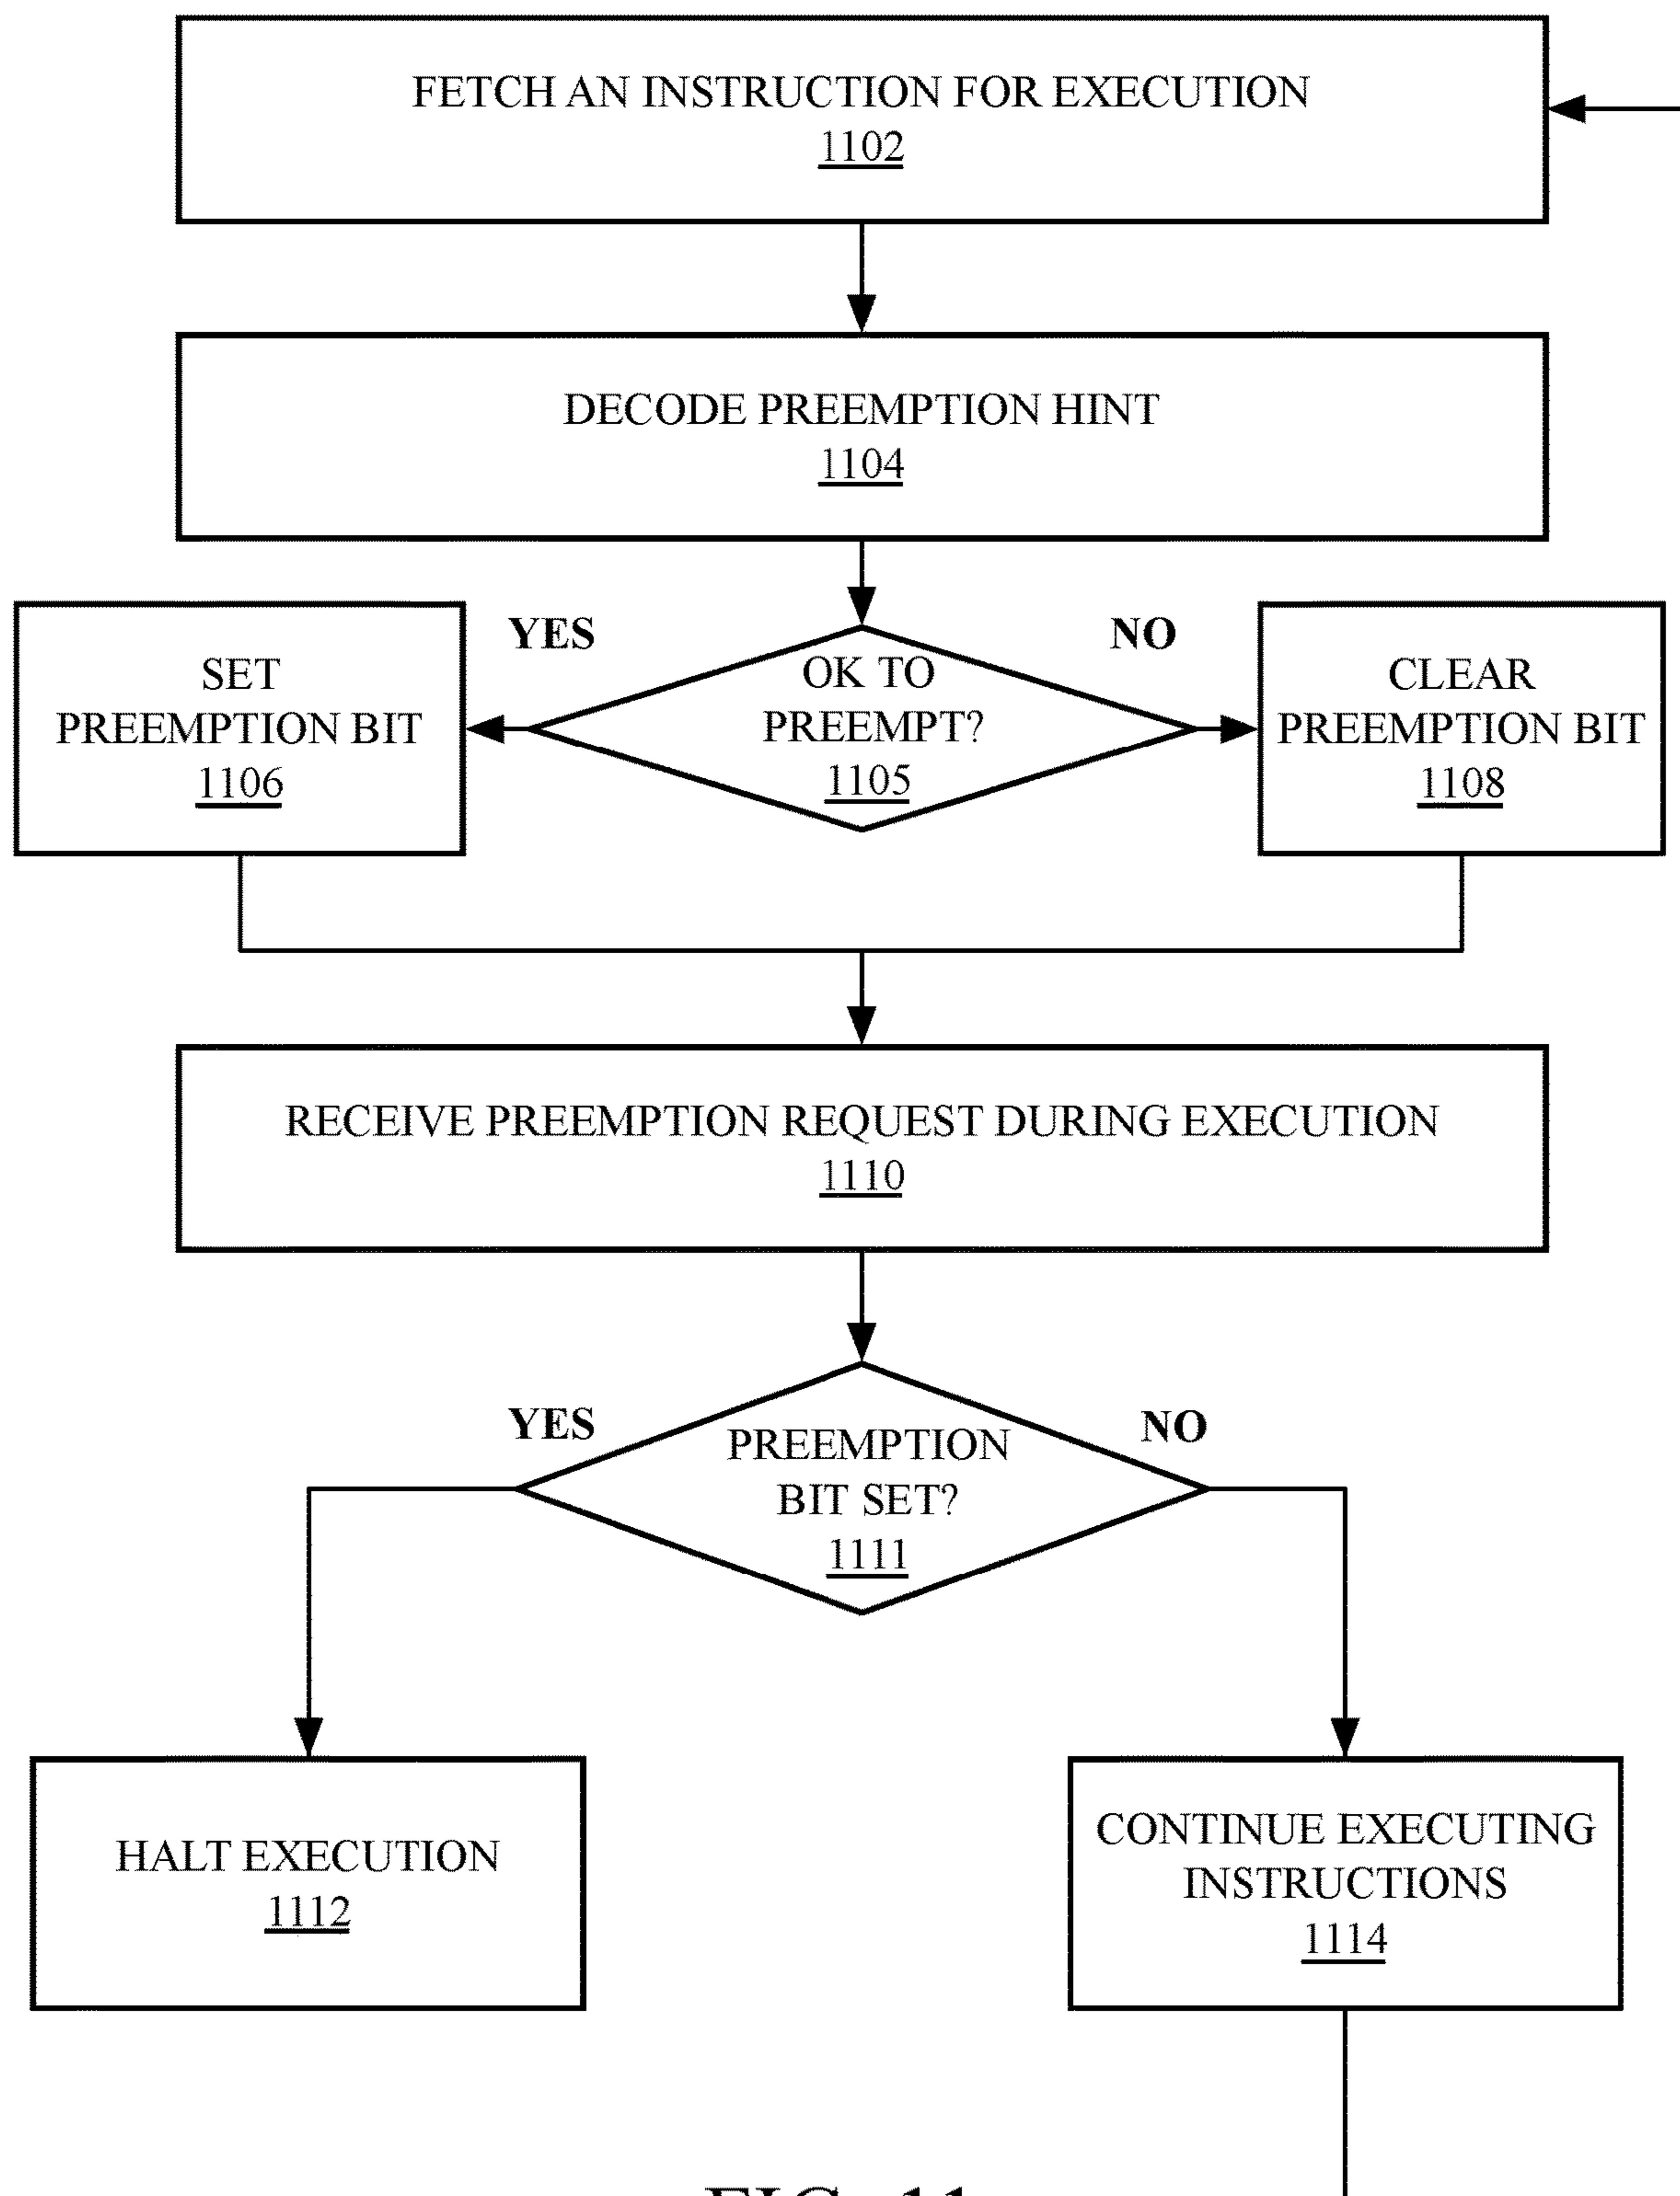 FETCH AN INSTRUCTION FOR EXECUTION
1102
DECODE PREEMPTION HINT
1104
YES
NO
SET
PREEMPTION BIT
1106
OK TO
PREEMPT?
1105
CLEAR
PREEMPTION BIT
1108
RECEIVE PREEMPTION REQUEST DURING EXECUTION
1110
YES
NO
PREEMPTION
BIT SET?
1111
HALT EXECUTION
1112
CONTINUE EXECUTING
INSTRUCTIONS
1114
FIG. 11